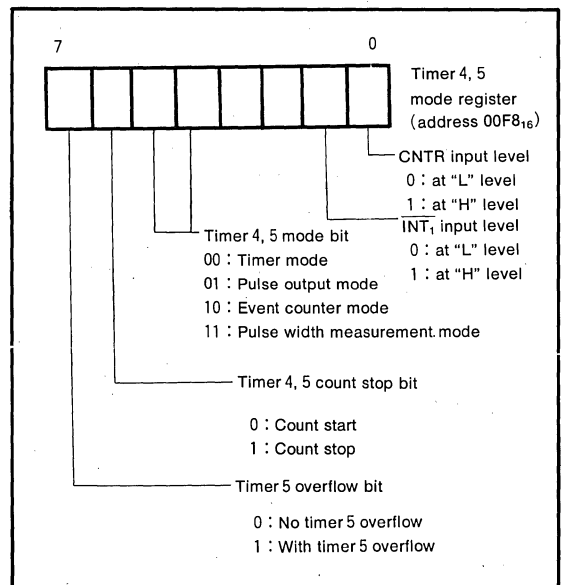 7 0
Timer 4, 5
mode register
(address 00F8₁₆)
CNTR input level
0 : at “L” level
1 : at “H” level
INT₁ input level
0 : at “L” level
1 : at “H” level
Timer 4, 5 mode bit
00 : Timer mode
01 : Pulse output mode
10 : Event counter mode
11 : Pulse width measurement mode
Timer 4, 5 count stop bit
0 : Count start
1 : Count stop
Timer 5 overflow bit
0 : No timer 5 overflow
1 : With timer 5 overflow